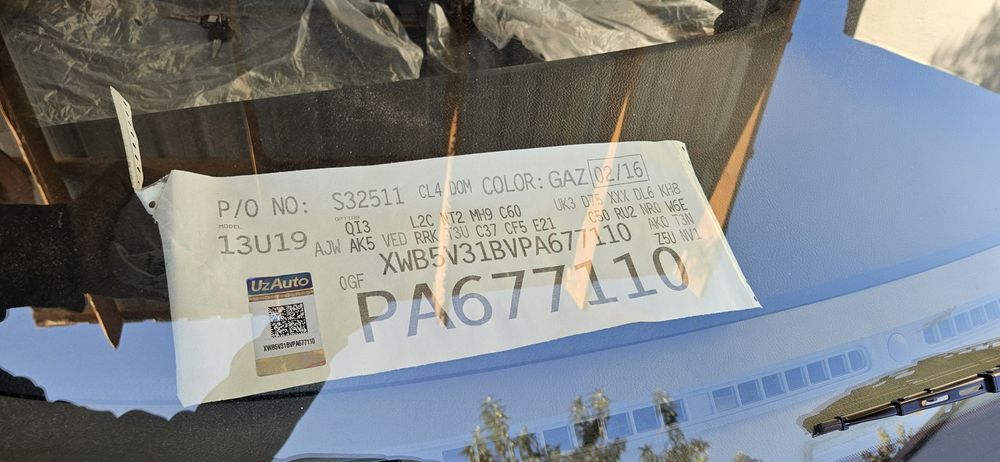 P/O NO: S32511 CL4 DOM COLOR: GAZ 02/16
MODEL
OPTION
13U19 AJW
QI3 L2C NT2 MH9 C60 UK3 D75 XXX DL6 KH8
AK5 VED RRK T3U C37 CF5 E21 C50 RU2 NRQ W6E
AKO T3N
XWB5V31BVPA677110 Z5U NV1
0GF
PA677110
UzAuto
XWB5V31BVPA677110